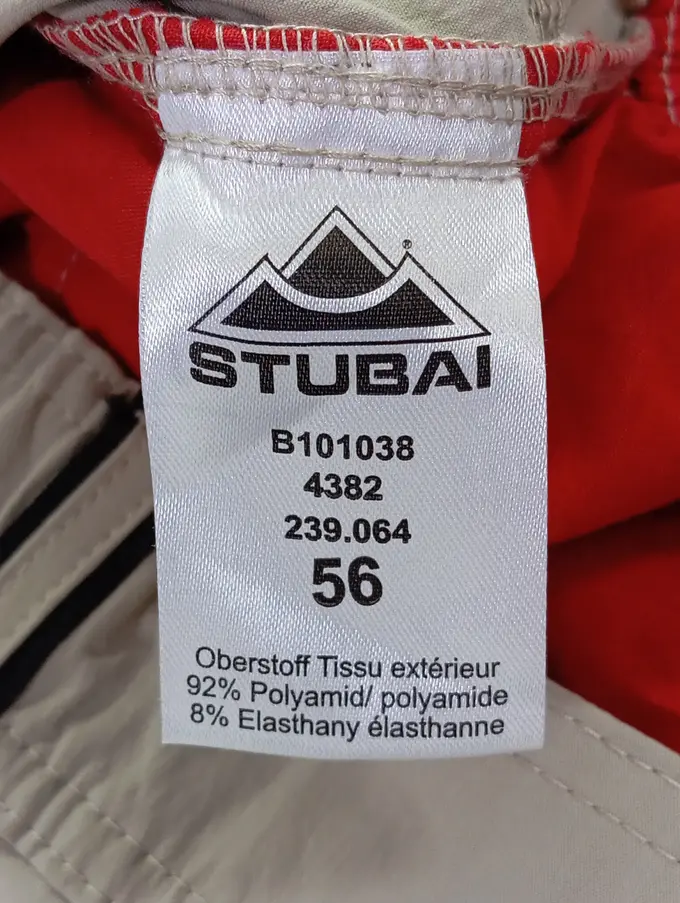 ®
STUBAI
B101038
4382
239.064
56
Oberstoff Tissu extérieur
92% Polyamid/ polyamide
8% Elasthany élasthanne